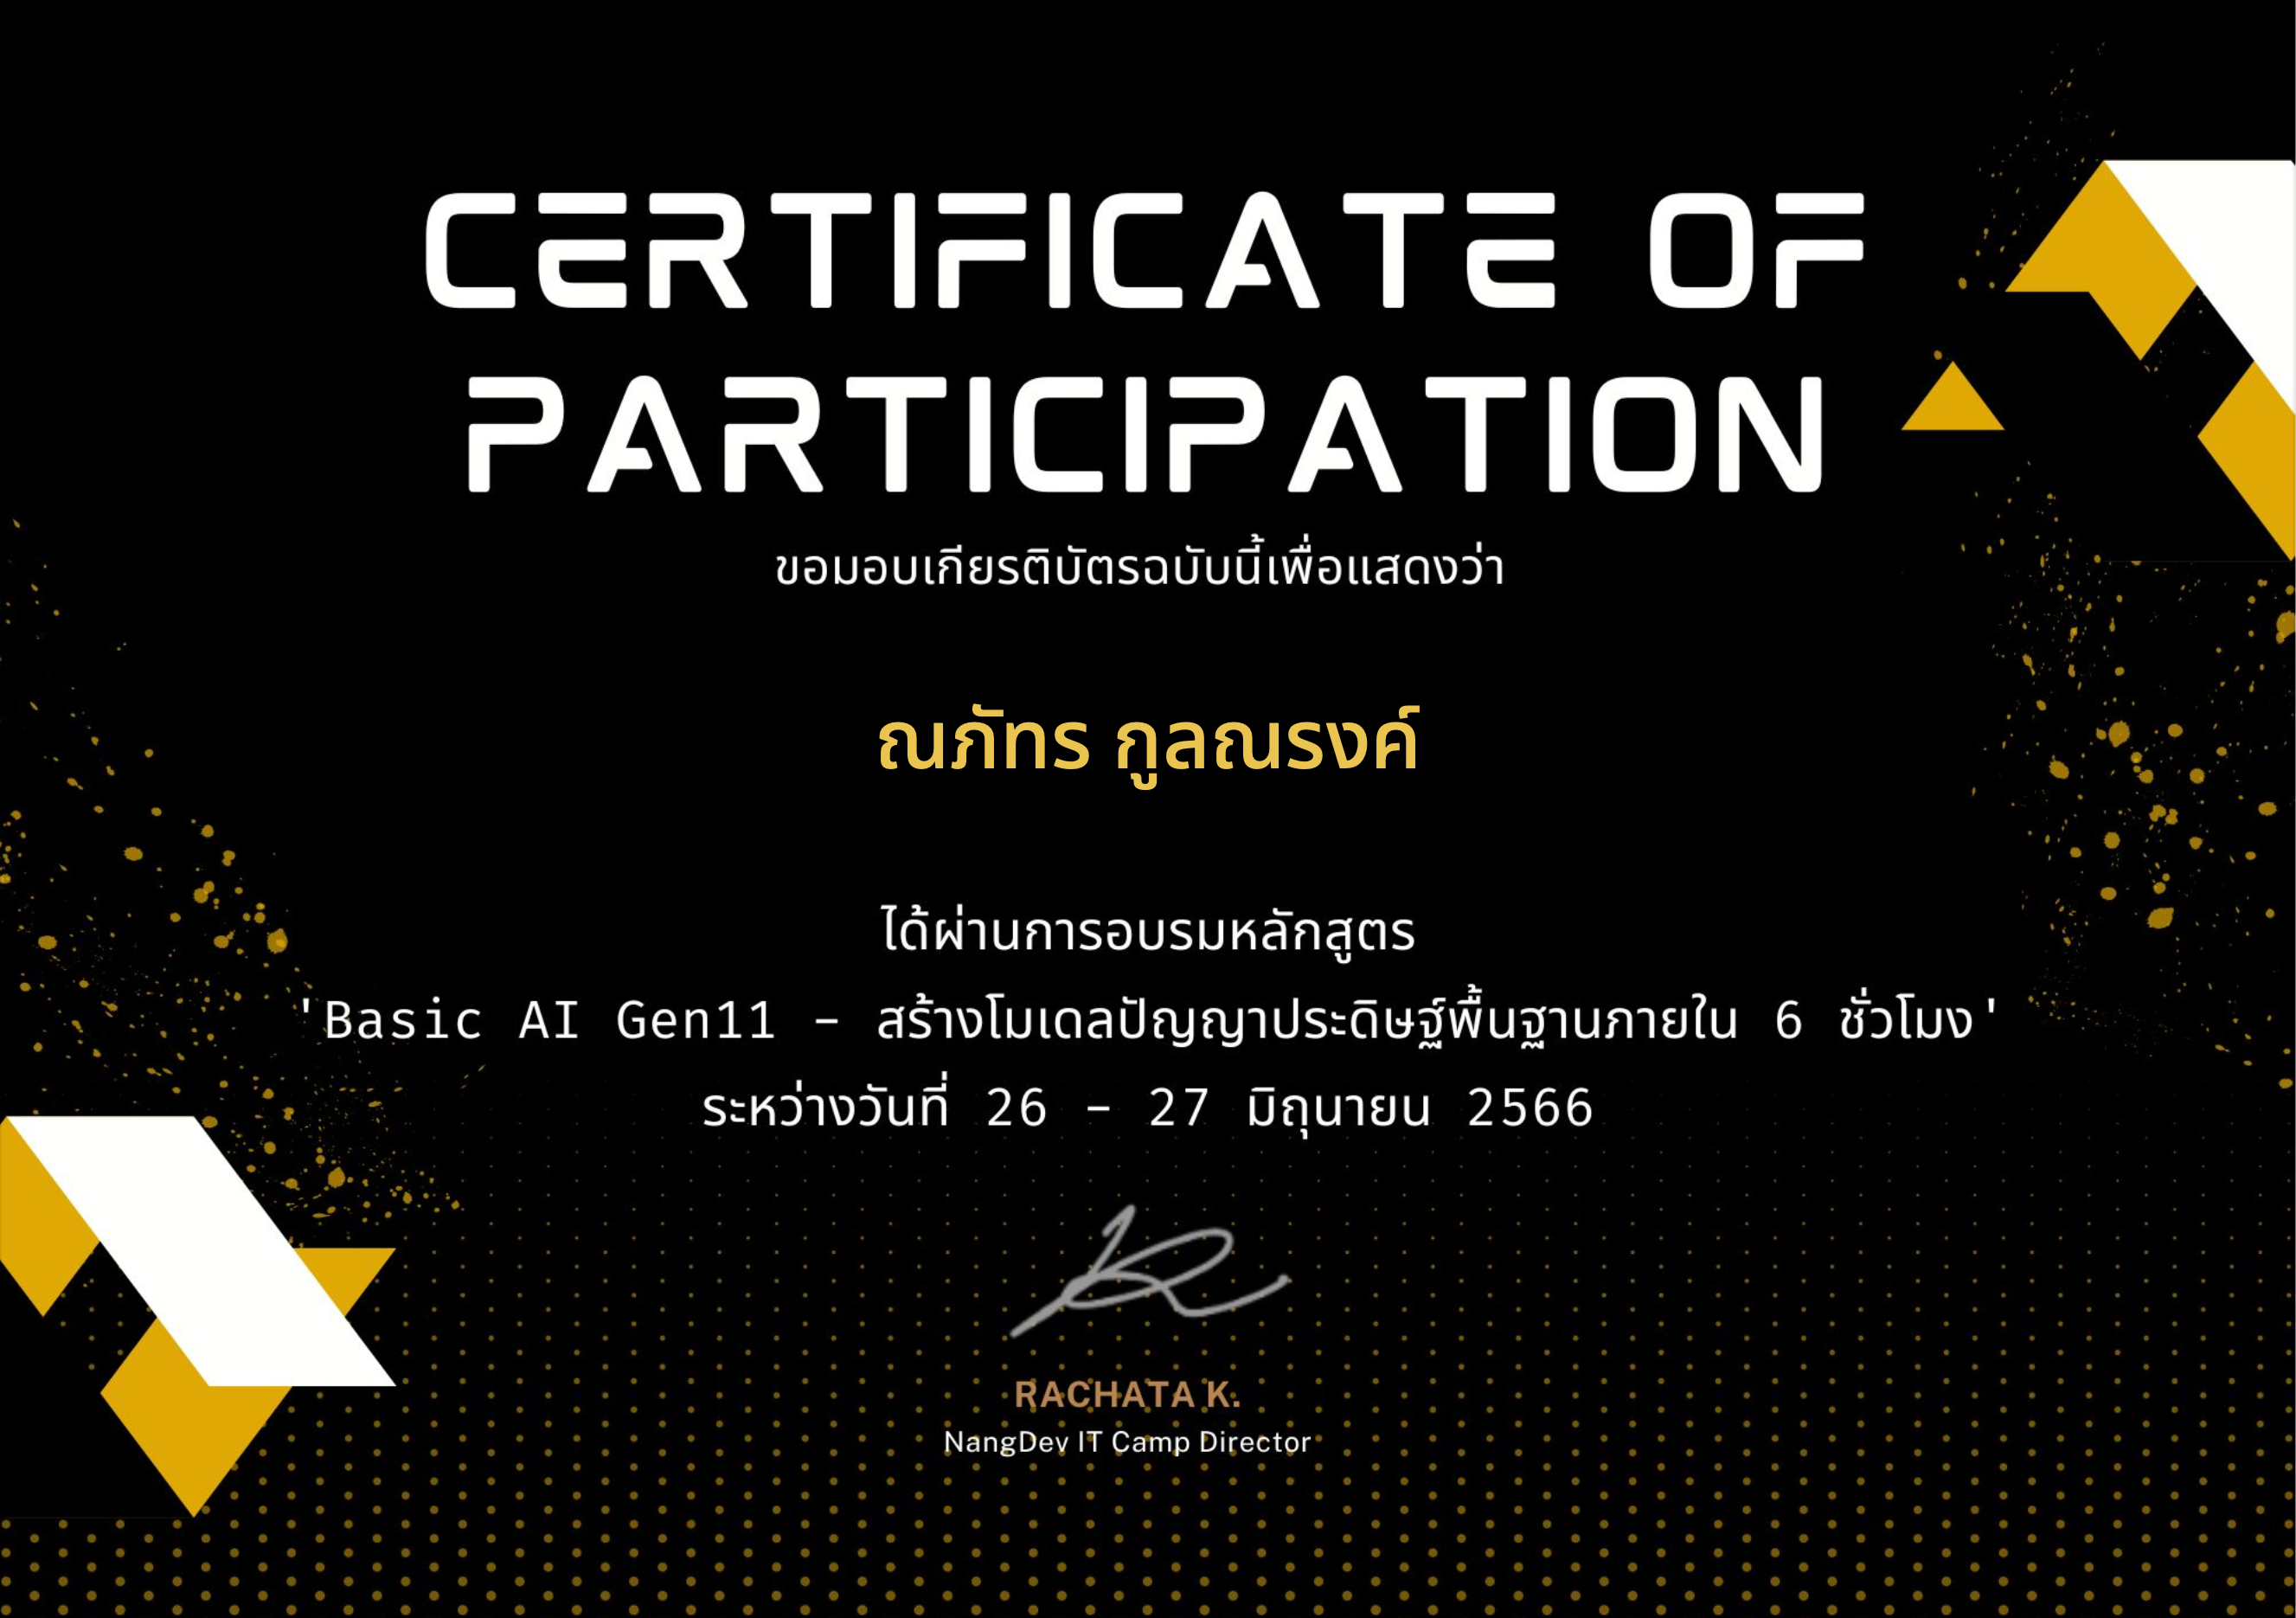 CERTIFICATE OF
PARTICIPATION
ขอมอบเกียรติบัตรฉบับนี้เพื่อแสดงว่า
ณภัทร กูลณรงค์
ได้ผ่านการอบรมหลักสูตร
'Basic AI Gen11 - สร้างโมเดลปัญญาประดิษฐ์พื้นฐานภายใน 6 ชั่วโมง'
ระหว่างวันที่ 26 - 27 มิถุนายน 2566
RACHATA K.
NangDev IT Camp Director